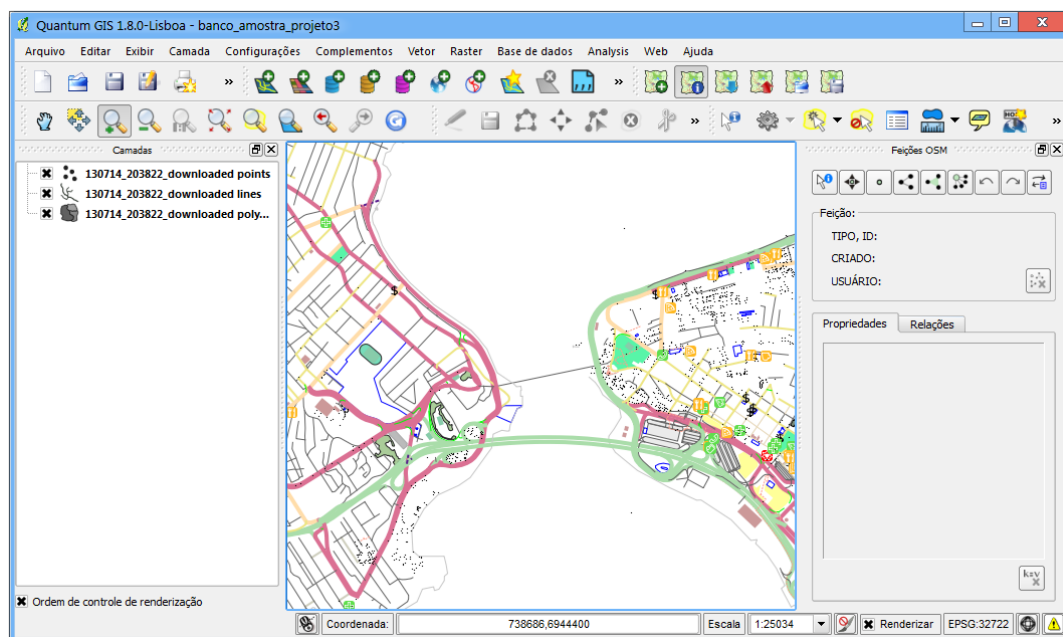 Quantum GIS 1.8.0-Lisboa - banco_amostra_projeto3
Arquivo Editar Exibir Camada Configurações Complementos Vetor Raster Base de dados Analysis Web Ajuda
Camadas
130714_203822_downloaded points
130714_203822_downloaded lines
130714_203822_downloaded poly...
Ordem de controle de renderização
Feições OSM
Feição:
TIPO, ID:
CRIADO:
USUÁRIO:
Propriedades Relações
Coordenada: 738686,6944400 Escala 1:25034 Renderizar EPSG:32722